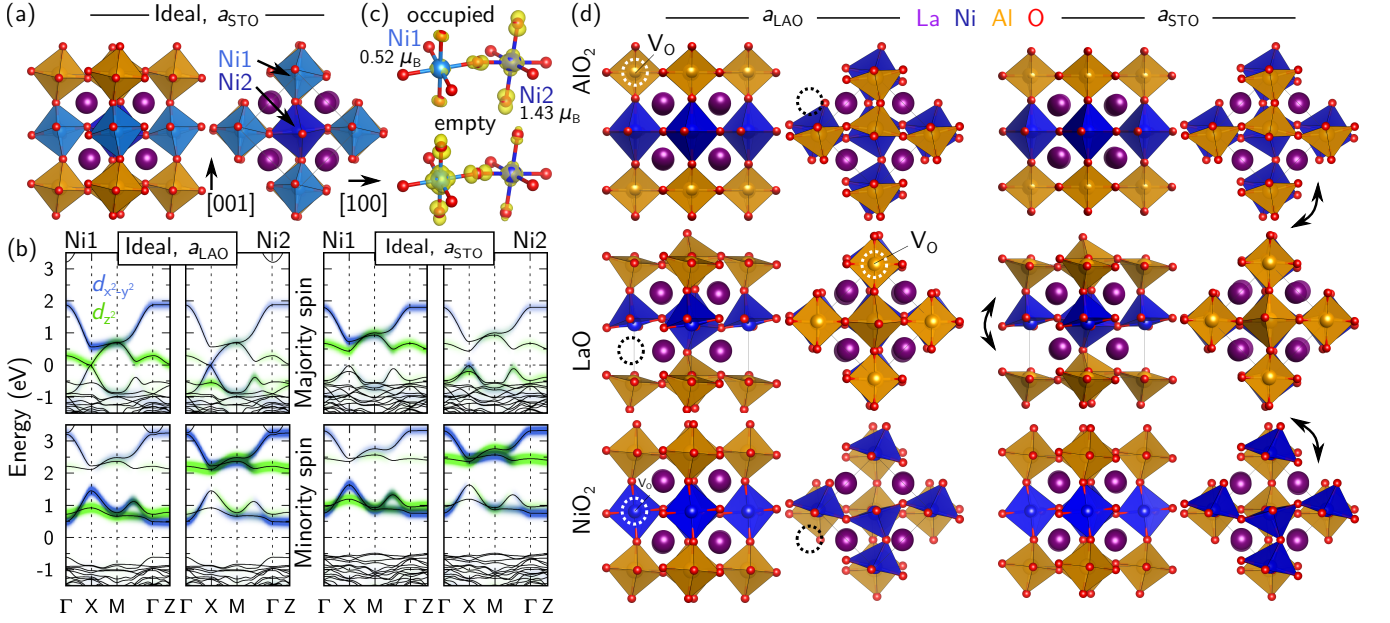 (a)
Ideal, aSTO
Ni1
Ni2
[001]
[100]
(c)
occupied
Ni1
0.52 μB
Ni2
1.43 μB
empty
(b)
Ni1
Ideal, aLAO
Ni2
Ni1
Ideal, aSTO
Ni2
dx²-y²
dz²
Energy (eV)
3
2
1
0
-1
Majority spin
3
2
1
0
-1
Minority spin
Γ X M Γ Z
Γ X M Γ Z
Γ X M Γ Z
Γ X M Γ Z
(d)
aLAO
La Ni Al O
aSTO
AlO2
VO
LaO
VO
NiO2
VO